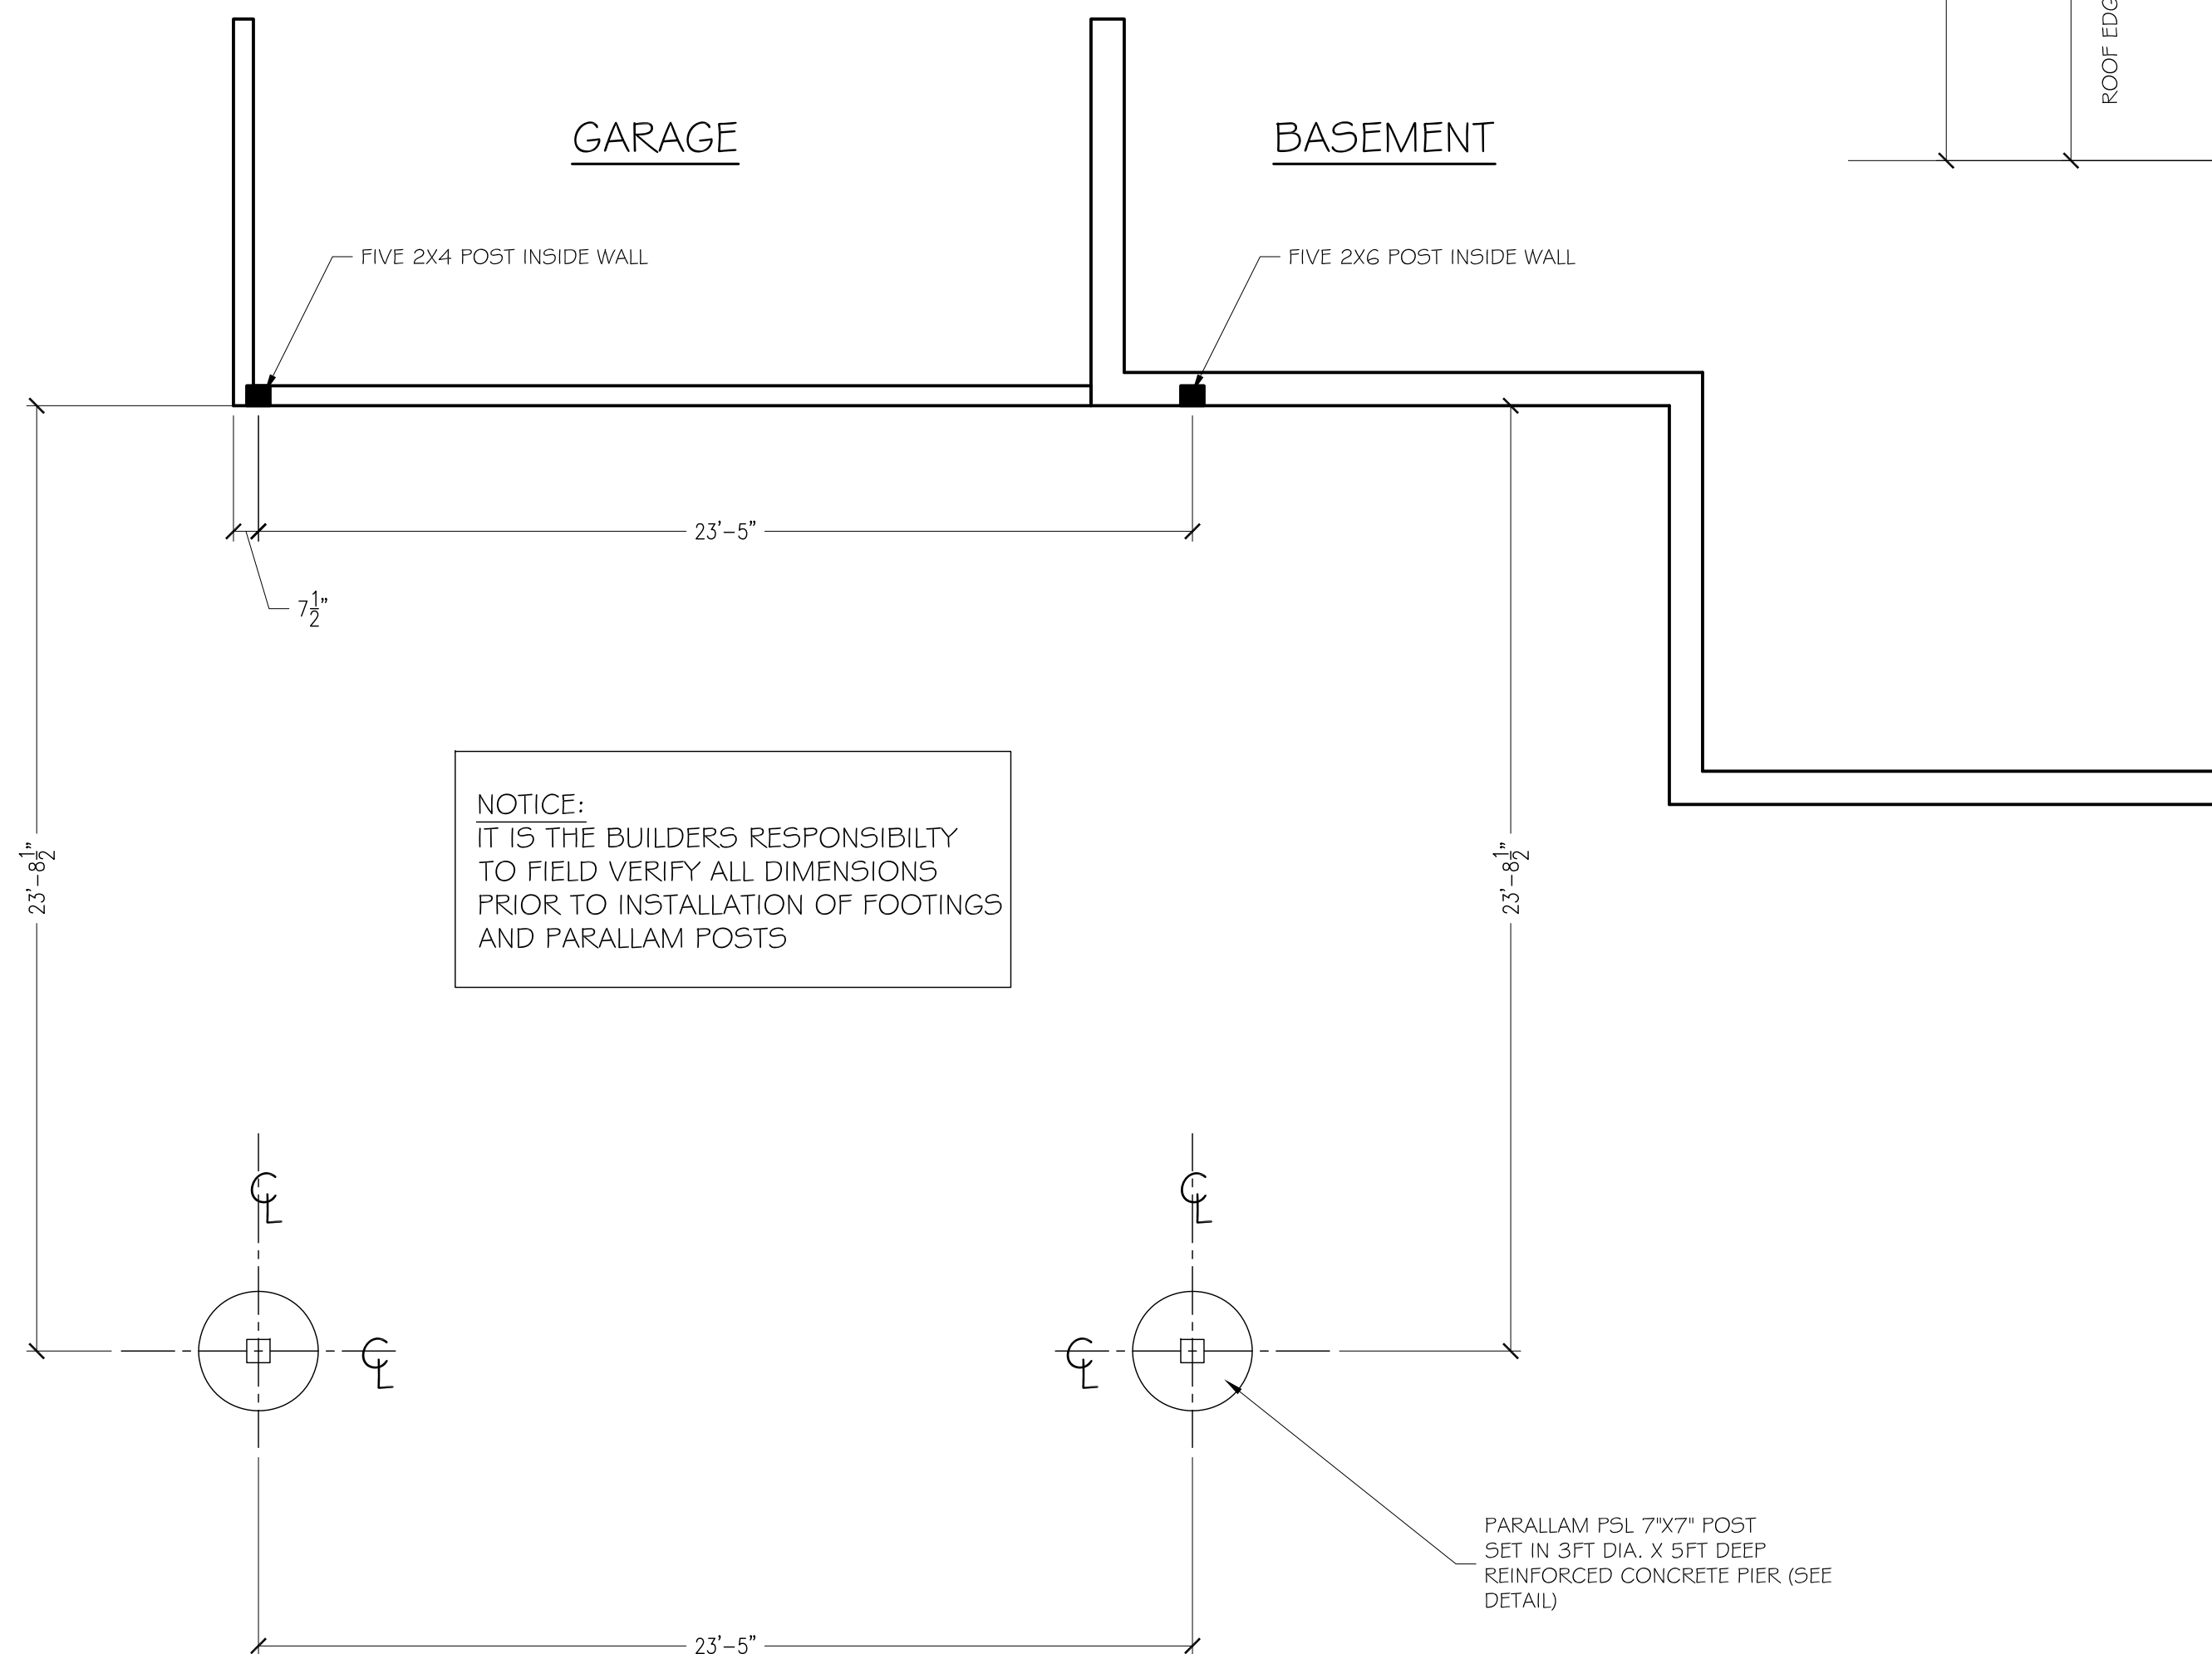 ROOF EDG
GARAGE
BASEMENT
FIVE 2X4 POST INSIDE WALL
FIVE 2X6 POST INSIDE WALL
23'-5"
7 1/2"
NOTICE:
IT IS THE BUILDERS RESPONSIBILTY
TO FIELD VERIFY ALL DIMENSIONS
PRIOR TO INSTALLATION OF FOOTINGS
AND PARALLAM POSTS
23'-8 1/2"
23'-8 1/2"
CL
CL
CL
CL
PARALLAM PSL 7"X7" POST
SET IN 3FT DIA. X 5FT DEEP
REINFORCED CONCRETE PIER (SEE
DETAIL)
23'-5"